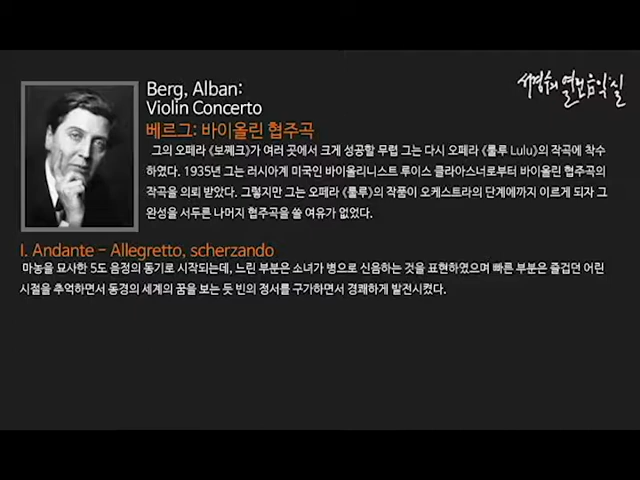 서경수의 열린음악실
Berg, Alban:
Violin Concerto
베르그: 바이올린 협주곡
그의 오페라 《보쩨크》가 여러 곳에서 크게 성공할 무렵 그는 다시 오페라 《룰루 Lulu》의 작곡에 착수
하였다. 1935년 그는 러시아계 미국인 바이올리니스트 루이스 클라아스너로부터 바이올린 협주곡의
작곡을 의뢰 받았다. 그렇지만 그는 오페라 《룰루》의 작품이 오케스트라의 단계에까지 이르게 되자 그
완성을 서두른 나머지 협주곡을 쓸 여유가 없었다.
I. Andante – Allegretto, scherzando
마농을 묘사한 5도 음정의 동기로 시작되는데, 느린 부분은 소녀가 병으로 신음하는 것을 표현하였으며 빠른 부분은 즐겁던 어린
시절을 추억하면서 동경의 세계의 꿈을 보는 듯 빈의 정서를 구가하면서 경쾌하게 발전시켰다.